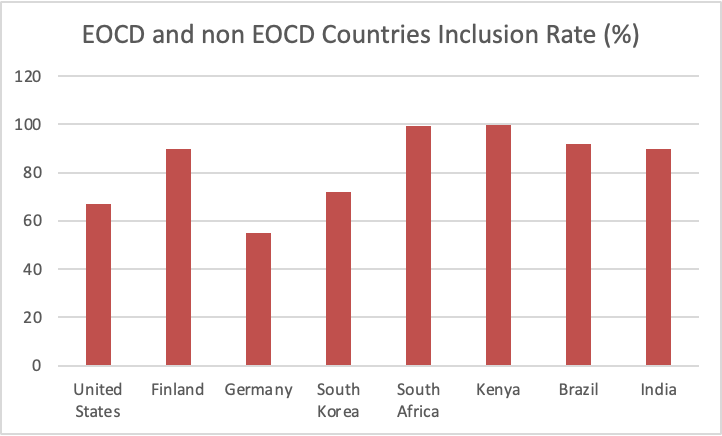 EOCD and non EOCD Countries Inclusion Rate (%)
120
100
80
60
40
20
0
United States
Finland
Germany
South Korea
South Africa
Kenya
Brazil
India